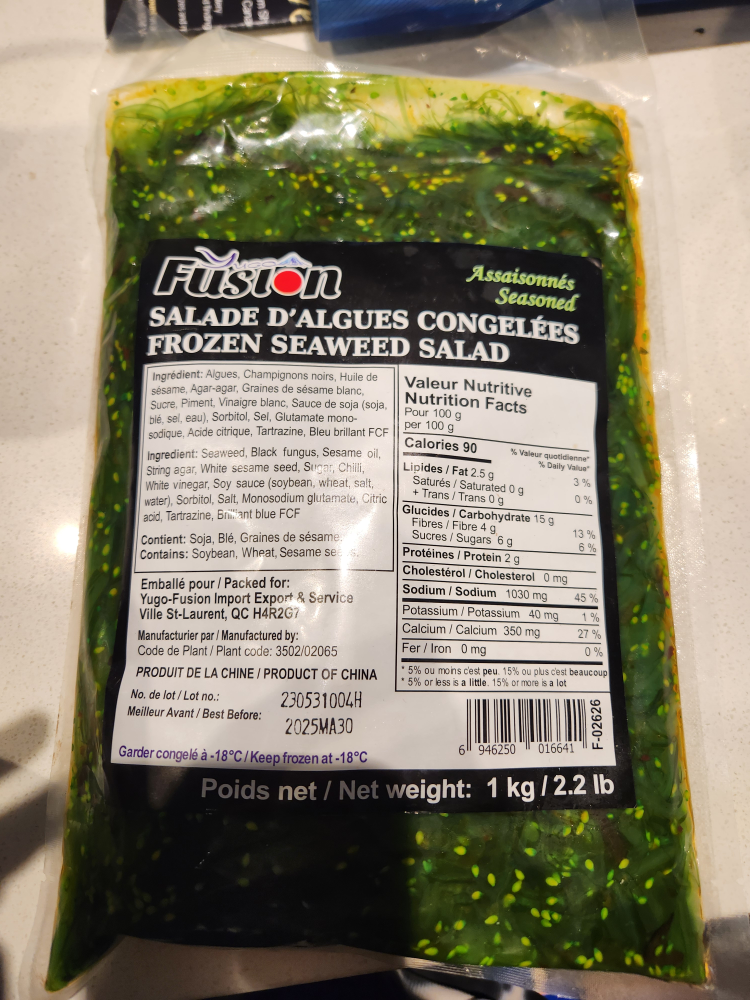 Yugo
Fusion
Assaisonnés
Seasoned
SALADE D'ALGUES CONGELÉES
FROZEN SEAWEED SALAD
Ingrédient: Algues, Champignons noirs, Huile de
sésame, Agar-agar, Graines de sésame blanc,
Sucre, Piment, Vinaigre blanc, Sauce de soja (soja,
blé, sel, eau), Sorbitol, Sel, Glutamate mono-
sodique, Acide citrique, Tartrazine, Bleu brillant FCF
Ingredient: Seaweed, Black fungus, Sesame oil,
String agar, White sesame seed, Sugar, Chilli,
White vinegar, Soy sauce (soybean, wheat, salt,
water), Sorbitol, Salt, Monosodium glutamate, Citric
acid, Tartrazine, Brilliant blue FCF
Contient: Soja, Blé, Graines de sésame.
Contains: Soybean, Wheat, Sesame
Emballé pour / Packed for:
Yugo-Fusion Import Export & Service
Ville St-Laurent, QC H4R2G7
Manufacturier par / Manufactured by:
Code de Plant / Plant code: 3502/02065
PRODUIT DE LA CHINE / PRODUCT OF CHINA
No. de lot / Lot no.: 230531004H
Meilleur Avant / Best Before: 2025MA30
Garder congelé à -18°C / Keep frozen at -18°C
Valeur Nutritive
Nutrition Facts
Pour 100 g
per 100 g
Calories 90
% Valeur quotidienne*
% Daily Value*
Lipides / Fat 2.5 g 3 %
Saturés / Saturated 0 g
+ Trans / Trans 0 g 0 %
Glucides / Carbohydrate 15 g
Fibres / Fibre 4 g 13 %
Sucres / Sugars 6 g 6 %
Protéines / Protein 2 g
Cholestérol / Cholesterol 0 mg
Sodium / Sodium 1030 mg 45 %
Potassium / Potassium 40 mg 1 %
Calcium / Calcium 350 mg 27 %
Fer / Iron 0 mg 0 %
* 5% ou moins c'est peu. 15% ou plus c'est beaucoup
* 5% or less is a little. 15% or more is a lot
6 946250 016641
F-02626
Poids net / Net weight: 1 kg / 2.2 lb